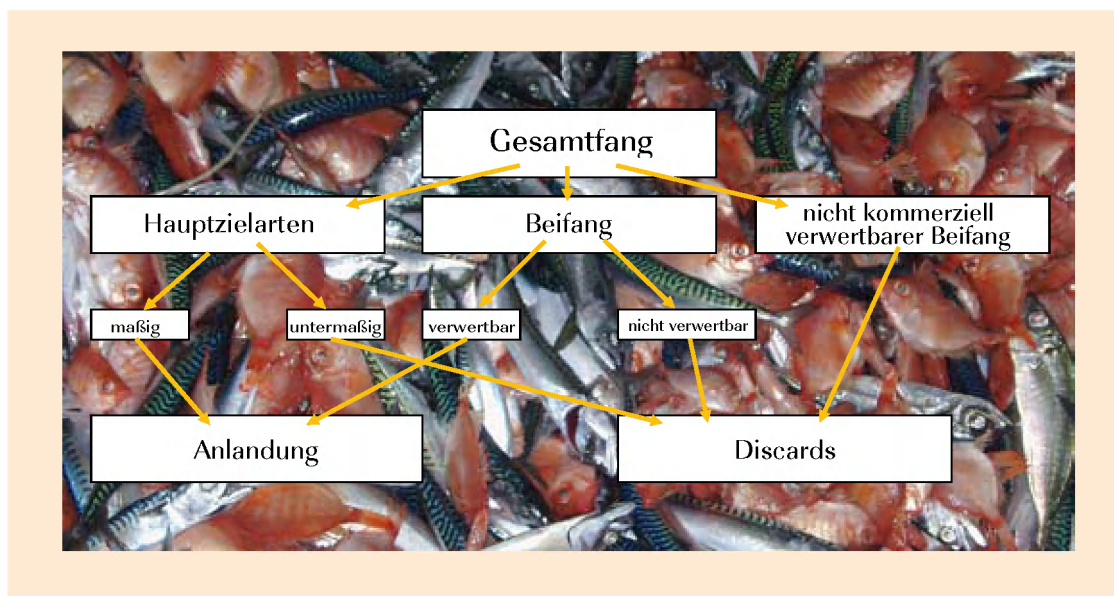 Gesamtfang
Hauptzielarten
Beifang
nicht kommerziell
verwertbarer Beifang
maßig
untermaßig
verwertbar
nicht verwertbar
Anlandung
Discards